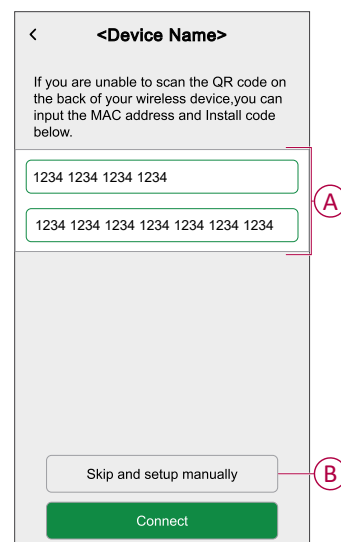 <Device Name>
If you are unable to scan the QR code on
the back of your wireless device,you can
input the MAC address and Install code
below.
1234 1234 1234 1234
1234 1234 1234 1234 1234 1234
A
Skip and setup manually
B
Connect